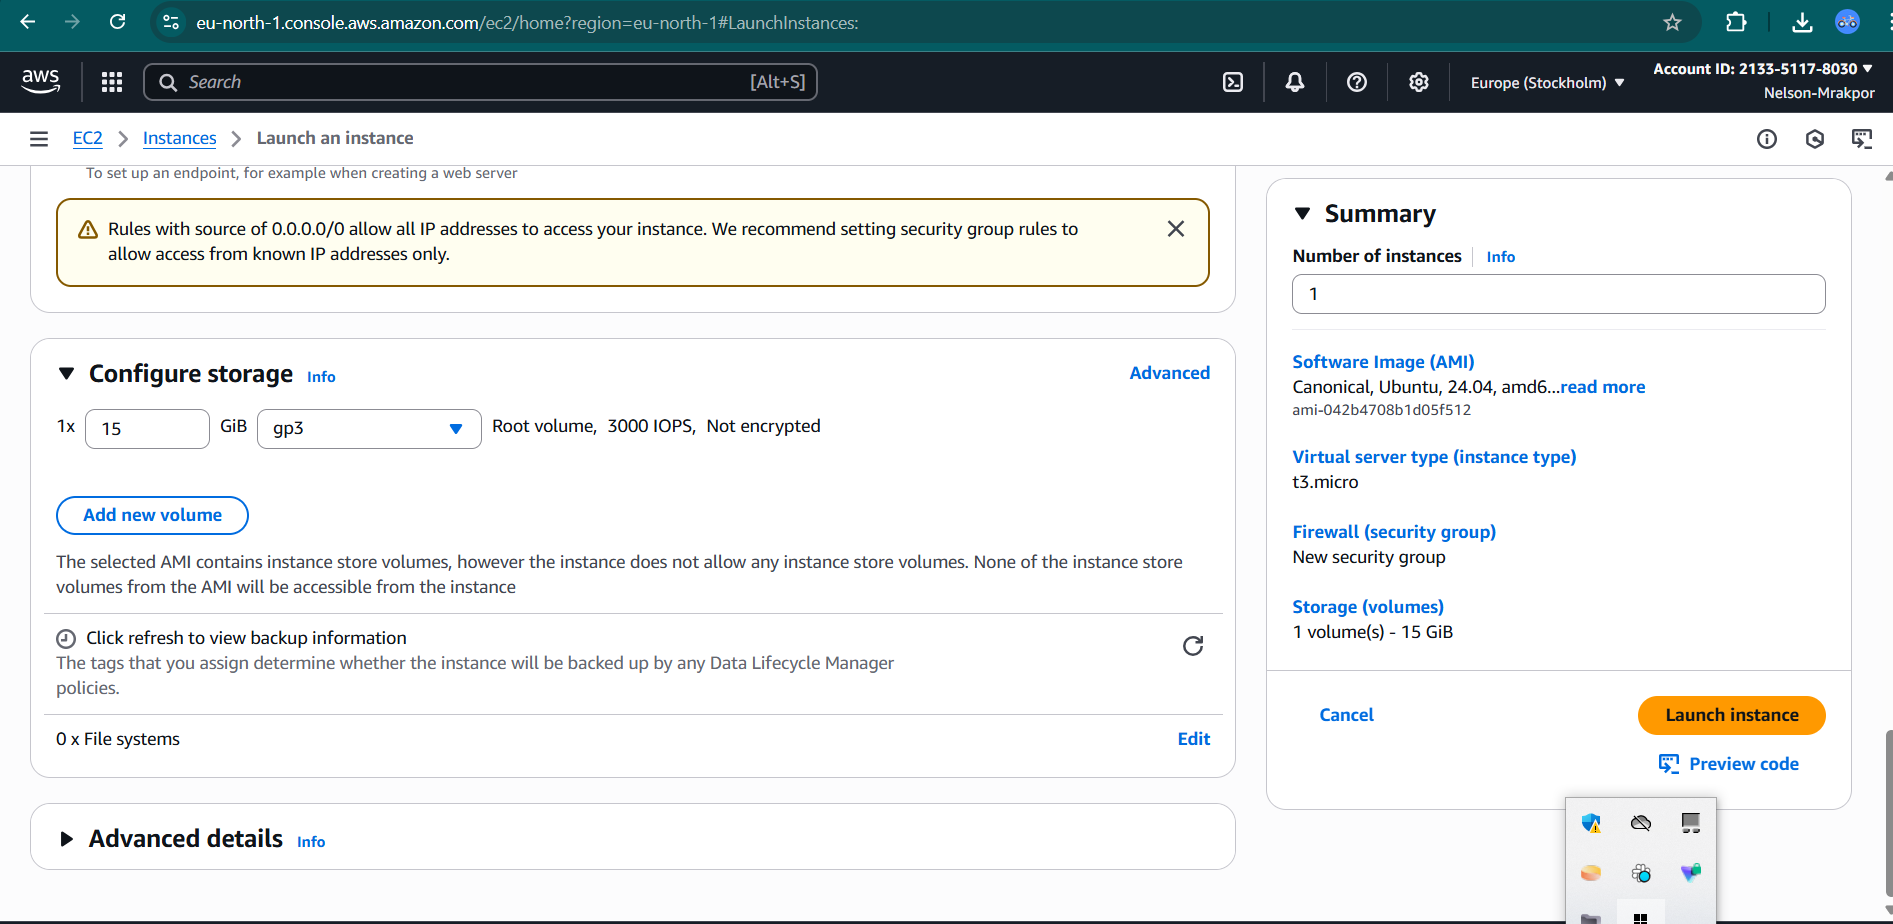 eu-north-1.console.aws.amazon.com/ec2/home?region=eu-north-1#LaunchInstances:
aws
Search
[Alt+S]
Europe (Stockholm)
Account ID: 2133-5117-8030
Nelson-Mrakpor
EC2 > Instances > Launch an instance
To set up an endpoint, for example when creating a web server
Rules with source of 0.0.0.0/0 allow all IP addresses to access your instance. We recommend setting security group rules to
allow access from known IP addresses only.
Configure storage Info
Advanced
1x 15 GiB gp3 Root volume, 3000 IOPS, Not encrypted
Add new volume
The selected AMI contains instance store volumes, however the instance does not allow any instance store volumes. None of the instance store
volumes from the AMI will be accessible from the instance
Click refresh to view backup information
The tags that you assign determine whether the instance will be backed up by any Data Lifecycle Manager
policies.
0 x File systems
Edit
Advanced details Info
Summary
Number of instances Info
1
Software Image (AMI)
Canonical, Ubuntu, 24.04, amd6...read more
ami-042b4708b1d05f512
Virtual server type (instance type)
t3.micro
Firewall (security group)
New security group
Storage (volumes)
1 volume(s) - 15 GiB
Cancel
Launch instance
Preview code